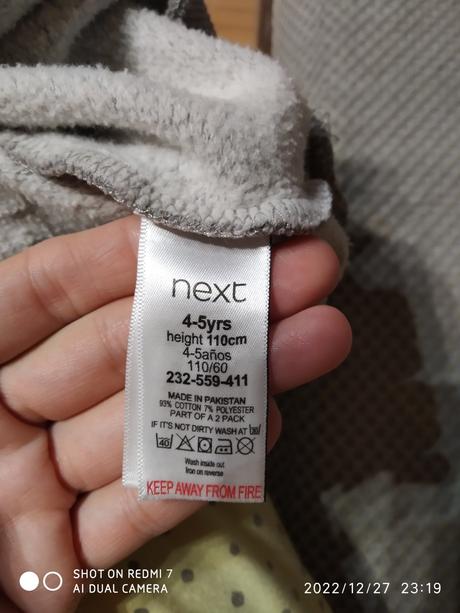 next
4-5yrs
height 110cm
4-5años
110/60
232-559-411
MADE IN PAKISTAN
93% COTTON 7% POLYESTER
PART OF A 2 PACK
IF IT'S NOT DIRTY WASH AT 30
40
Wash inside out
Iron on reverse
KEEP AWAY FROM FIRE
SHOT ON REDMI 7
AI DUAL CAMERA
2022/12/27 23:19